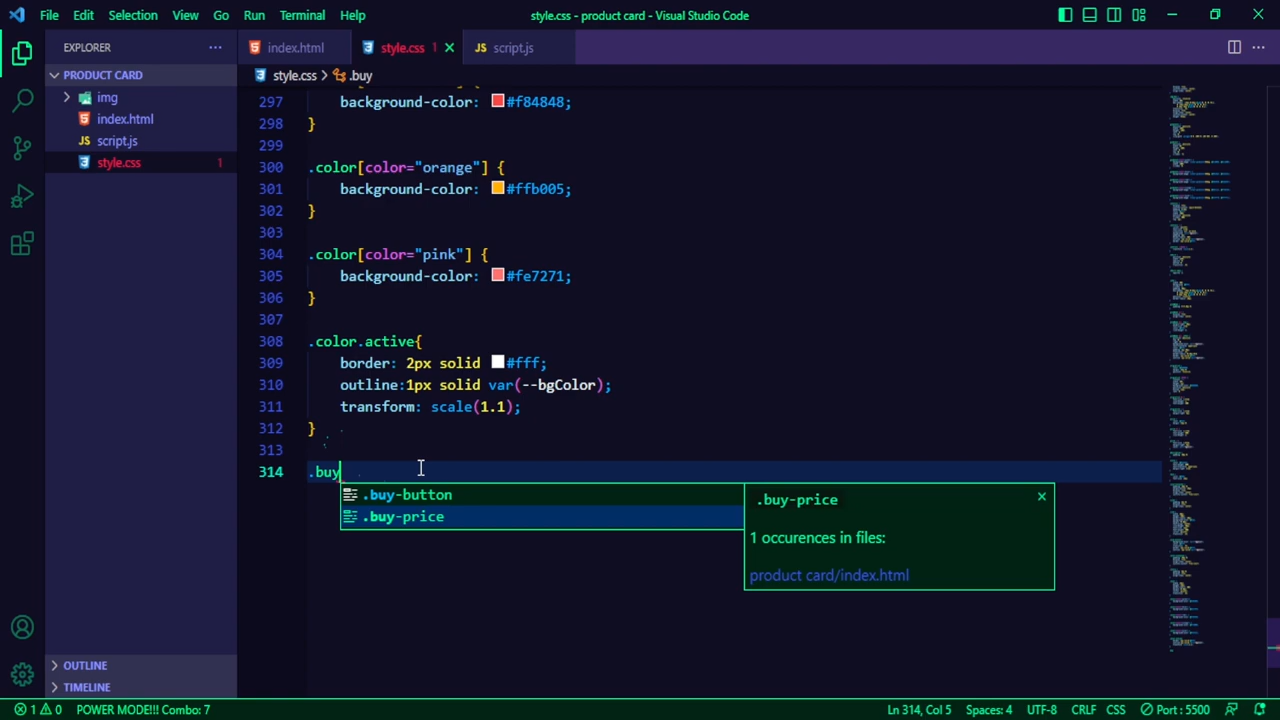 File Edit Selection View Go Run Terminal Help
style.css - product card - Visual Studio Code
EXPLORER
index.html
style.css 1
JS script.js
PRODUCT CARD
style.css > .buy
img
index.html
JS script.js
style.css 1
297 background-color: #f84848;
298 }
299
300 .color[color="orange"] {
301 background-color: #ffb005;
302 }
303
304 .color[color="pink"] {
305 background-color: #fe7271;
306 }
307
308 .color.active{
309 border: 2px solid #fff;
310 outline:1px solid var(--bgColor);
311 transform: scale(1.1);
312 }
313
314 .buy
.buy-button
.buy-price
.buy-price
1 occurences in files:
product card/index.html
OUTLINE
TIMELINE
1 0 POWER MODE!!! Combo: 7
Ln 314, Col 5 Spaces: 4 UTF-8 CRLF CSS Port : 5500